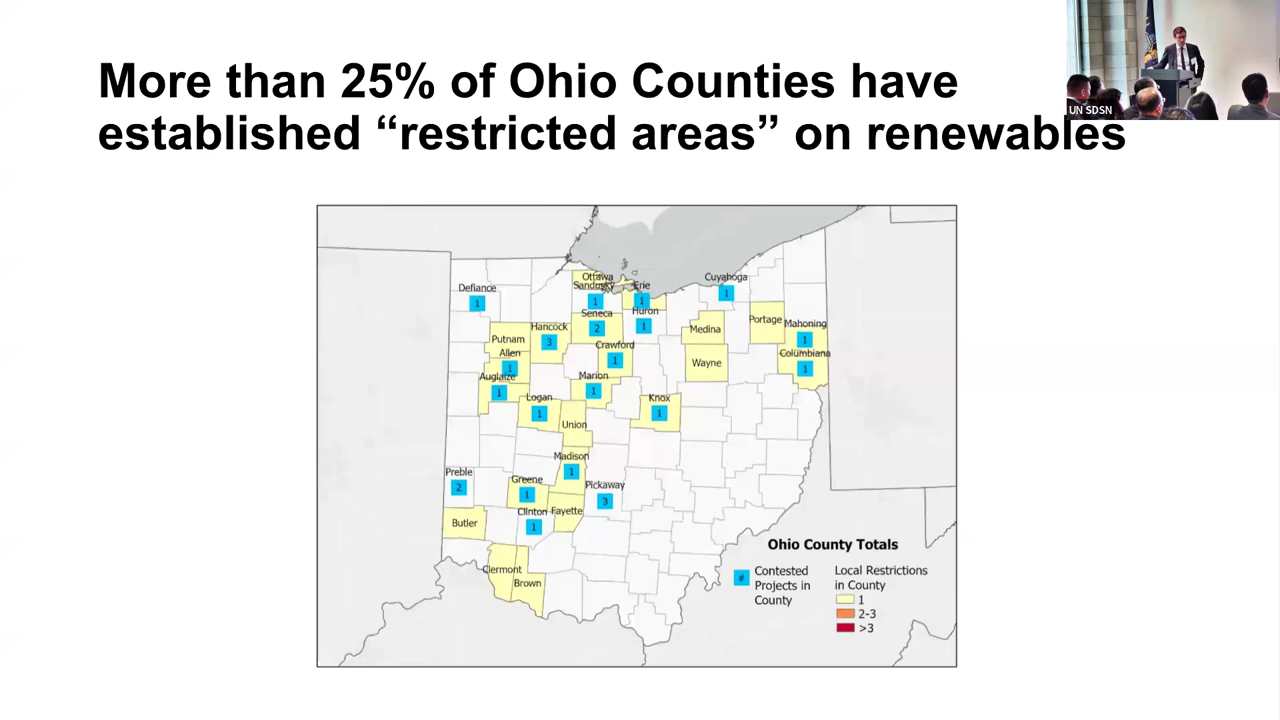 More than 25% of Ohio Counties have
established “restricted areas” on renewables
UN SDSN
Ottawa
Cuyahoga
Sandusky
Erie
Defiance
1
1
1
1
Seneca
Huron
2
1
Hancock
3
Medina
Portage
Mahoning
1
Putnam
Crawford
1
Allen
1
Wayne
Columbiana
1
Auglaize
1
Marion
1
Logan
1
Knox
1
Union
Madison
1
Preble
2
Greene
1
Pickaway
3
Clinton
1
Fayette
Butler
Clermont
Brown
Ohio County Totals
#
Contested
Projects in
County
Local Restrictions
in County
1
2-3
>3